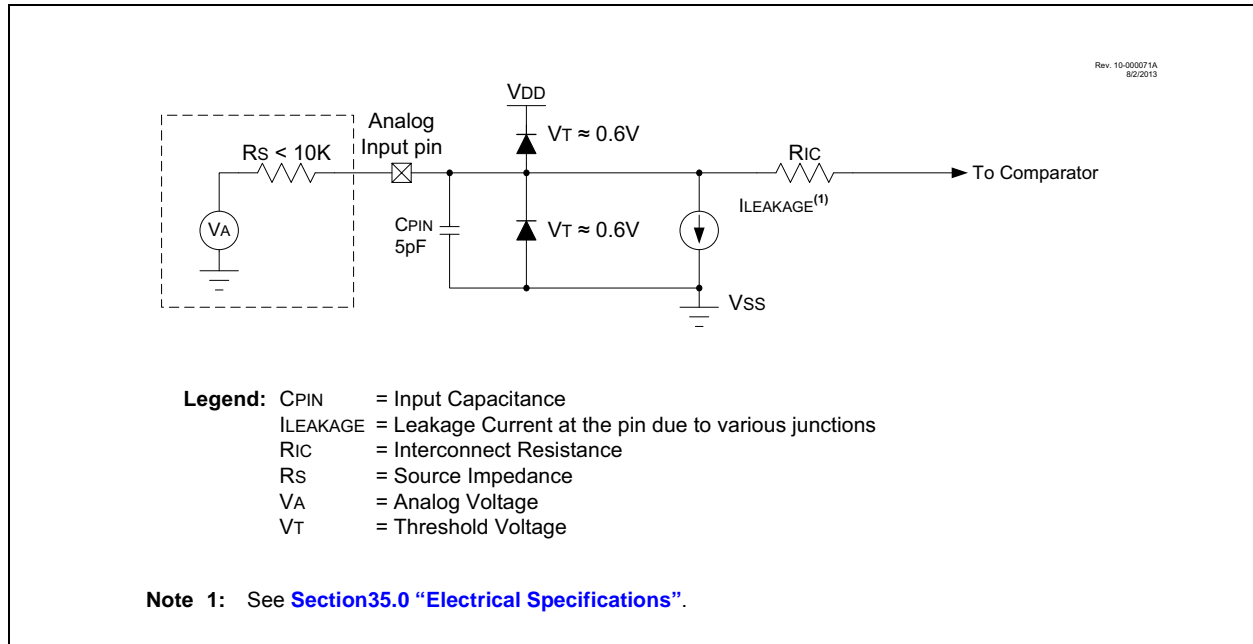 Rev. 10-000071A
8/2/2013
VDD
Analog
Input pin
VT ≈ 0.6V
RS < 10K
RIC
To Comparator
ILEAKAGE(1)
VA
CPIN
5pF
VT ≈ 0.6V
VSS
Legend: CPIN = Input Capacitance
ILEAKAGE = Leakage Current at the pin due to various junctions
RIC = Interconnect Resistance
RS = Source Impedance
VA = Analog Voltage
VT = Threshold Voltage
Note 1: See Section35.0 “Electrical Specifications”.